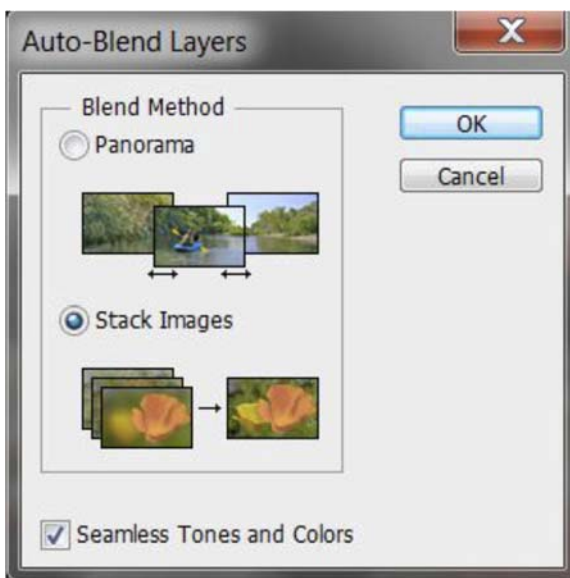 Auto-Blend Layers
Blend Method
Panorama
Stack Images
Seamless Tones and Colors
OK
Cancel